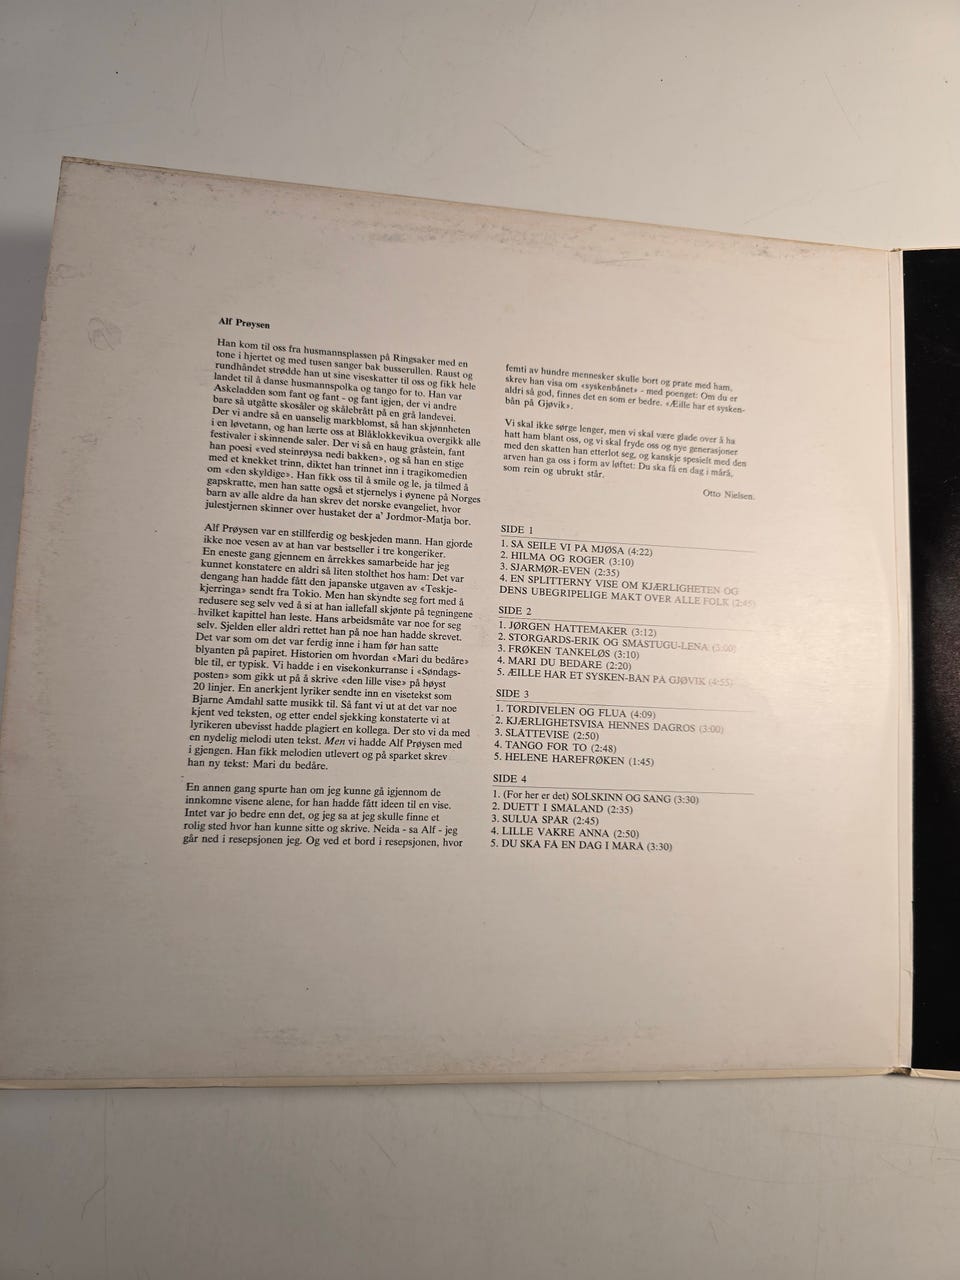 Alf Prøysen
Han kom til oss fra husmannsplassen på Ringsaker med en
tone i hjertet og med tusen sanger bak busserullen. Raust og
rundhåndet strødde han ut sine viseskatter til oss og fikk hele
landet til å danse husmannspolka og tango for to. Han var
Askeladden som fant og fant - og fant igjen, der vi andre
bare så utgåtte skosåler og skålebrått på en grå landevei.
Der vi andre så en uanselig markblomst, så han skjønnheten
i en løvetann, og han lærte oss at Blåklokkevikua overgikk alle
festivaler i skinnende saler. Der vi så en haug gråstein, fant
han poesi «ved steinrøysa nedi bakken», og så han en stige
med et knekket trinn, diktet han trinnet inn i tragikomedien
om «den skyldige». Han fikk oss til å smile og le, ja tilmed å
gapskratte, men han satte også et stjernelys i øynene på Norges
barn av alle aldre da han skrev det norske evangeliet, hvor
julestjernen skinner over hustaket der a' Jordmor-Matja bor.
Alf Prøysen var en stillferdig og beskjeden mann. Han gjorde
ikke noe vesen av at han var bestseller i tre kongeriker.
En eneste gang gjennem en årrekkes samarbeide har jeg
kunnet konstatere en aldri så liten stolthet hos ham: Det var
dengang han hadde fått den japanske utgaven av «Teskje-
kjerringa» sendt fra Tokio. Men han skyndte seg fort med å
redusere seg selv ved å si at han iallefall skjønte på tegningene
hvilket kapittel han leste. Hans arbeidsmåte var noe for seg
selv. Sjelden eller aldri rettet han på noe han hadde skrevet.
Det var som om det var ferdig inne i ham før han satte
blyanten på papiret. Historien om hvordan «Mari du bedåre»
ble til, er typisk. Vi hadde i en visekonkurranse i «Søndags-
posten» som gikk ut på å skrive «den lille vise» på høyst
20 linjer. En anerkjent lyriker sendte inn en visetekst som
Bjarne Amdahl satte musikk til. Så fant vi ut at det var noe
kjent ved teksten, og etter endel sjekking konstaterte vi at
lyrikeren ubevisst hadde plagiert en kollega. Der sto vi da med
en nydelig melodi uten tekst. Men vi hadde Alf Prøysen med
i gjengen. Han fikk melodien utlevert og på sparket skrev
han ny tekst: Mari du bedåre.
En annen gang spurte han om jeg kunne gå igjennom de
innkomne visene alene, for han hadde fått ideen til en vise.
Intet var jo bedre enn det, og jeg sa at jeg skulle finne et
rolig sted hvor han kunne sitte og skrive. Neida - sa Alf - jeg
går ned i resepsjonen jeg. Og ved et bord i resepsjonen, hvor
femti av hundre mennesker skulle bort og prate med ham,
skrev han visa om «syskenbånet» - med poenget: Om du er
aldri så god, finnes det en som er bedre. «Æille har et sysken-
bån på Gjøvik».
Vi skal ikke sørge lenger, men vi skal være glade over å ha
hatt ham blant oss, og vi skal fryde oss og nye generasjoner
med den skatten han etterlot seg, og kanskje spesielt med den
arven han ga oss i form av løftet: Du ska få en dag i mårå,
som rein og ubrukt står.
Otto Nielsen.
SIDE 1
1. SÅ SEILE VI PÅ MJØSA (4:22)
2. HILMA OG ROGER (3:10)
3. SJARMØR-EVEN (2:35)
4. EN SPLITTERNY VISE OM KJÆRLIGHETEN OG
DENS UBEGRIPELIGE MAKT OVER ALLE FOLK (2:45)
SIDE 2
1. JØRGEN HATTEMAKER (3:12)
2. STORGARDS-ERIK OG SMÅSTUGU-LENA (3:00)
3. FRØKEN TANKELØS (3:10)
4. MARI DU BEDÅRE (2:20)
5. ÆILLE HAR ET SYSKEN-BÅN PÅ GJØVIK (4:55)
SIDE 3
1. TORDIVELEN OG FLUA (4:09)
2. KJÆRLIGHETSVISA HENNES DAGROS (3:00)
3. SLÅTTEVISE (2:50)
4. TANGO FOR TO (2:48)
5. HELENE HAREFRØKEN (1:45)
SIDE 4
1. (For her er det) SOLSKINN OG SANG (3:30)
2. DUETT I SMÅLAND (2:35)
3. SULUA SPÅR (2:45)
4. LILLE VAKRE ANNA (2:50)
5. DU SKA FÅ EN DAG I MÅRÅ (3:30)